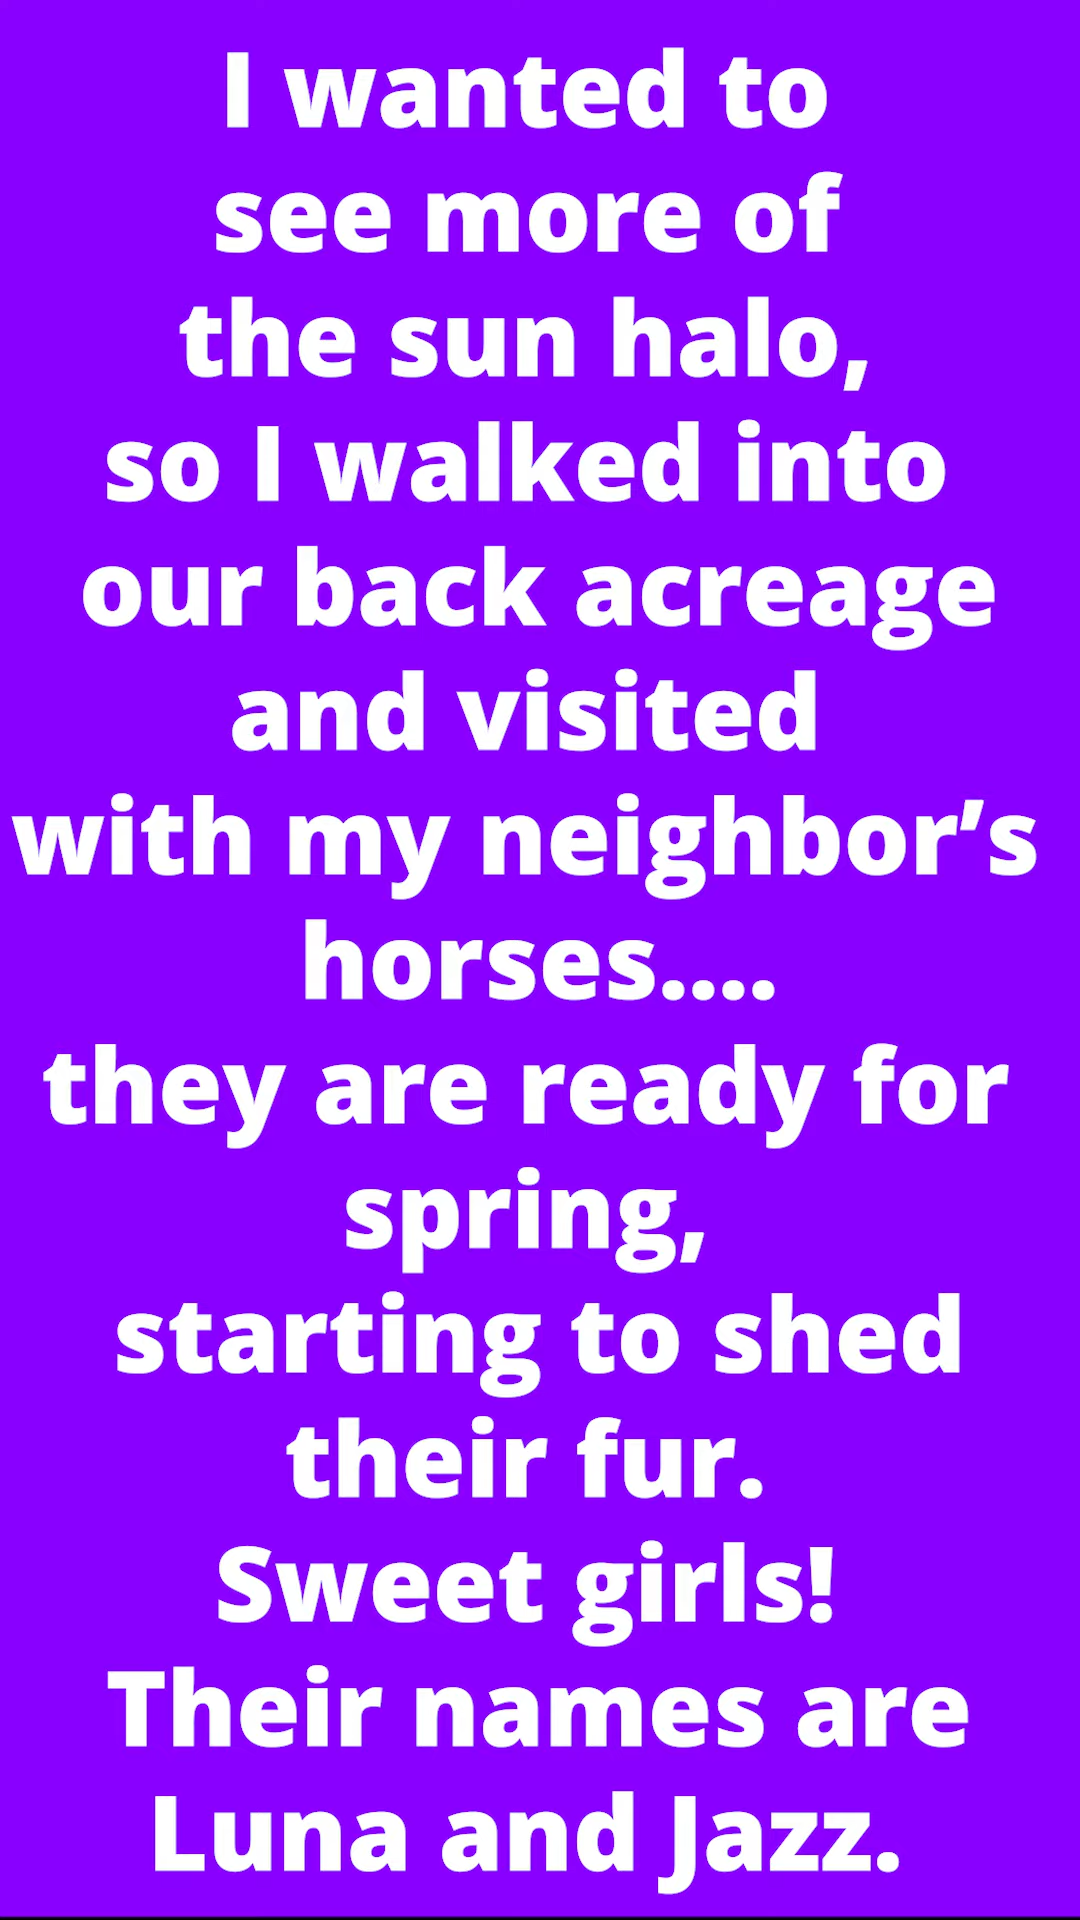 I wanted to
see more of
the sun halo,
so I walked into
our back acreage
and visited
with my neighbor’s
horses....
they are ready for
spring,
starting to shed
their fur.
Sweet girls!
Their names are
Luna and Jazz.